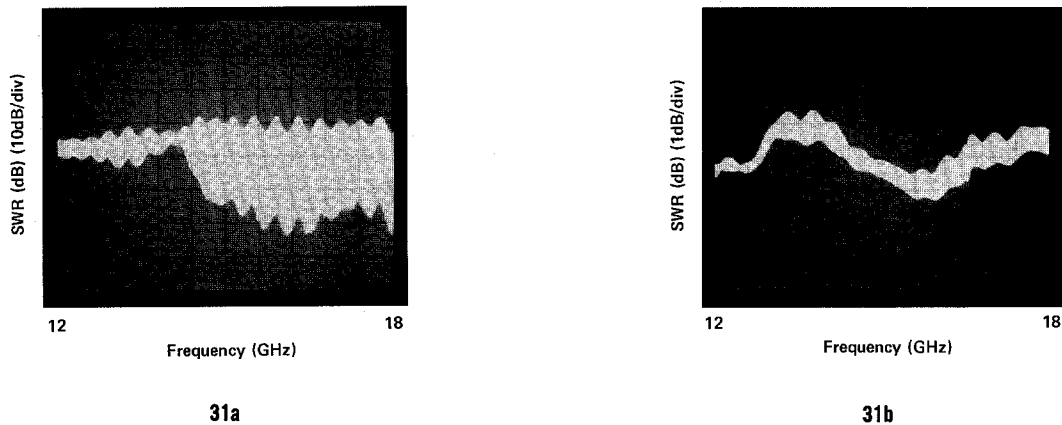 SWR (dB) (10dB/div)
12
18
Frequency (GHz)
31a
SWR (dB) (1dB/div)
12
18
Frequency (GHz)
31b